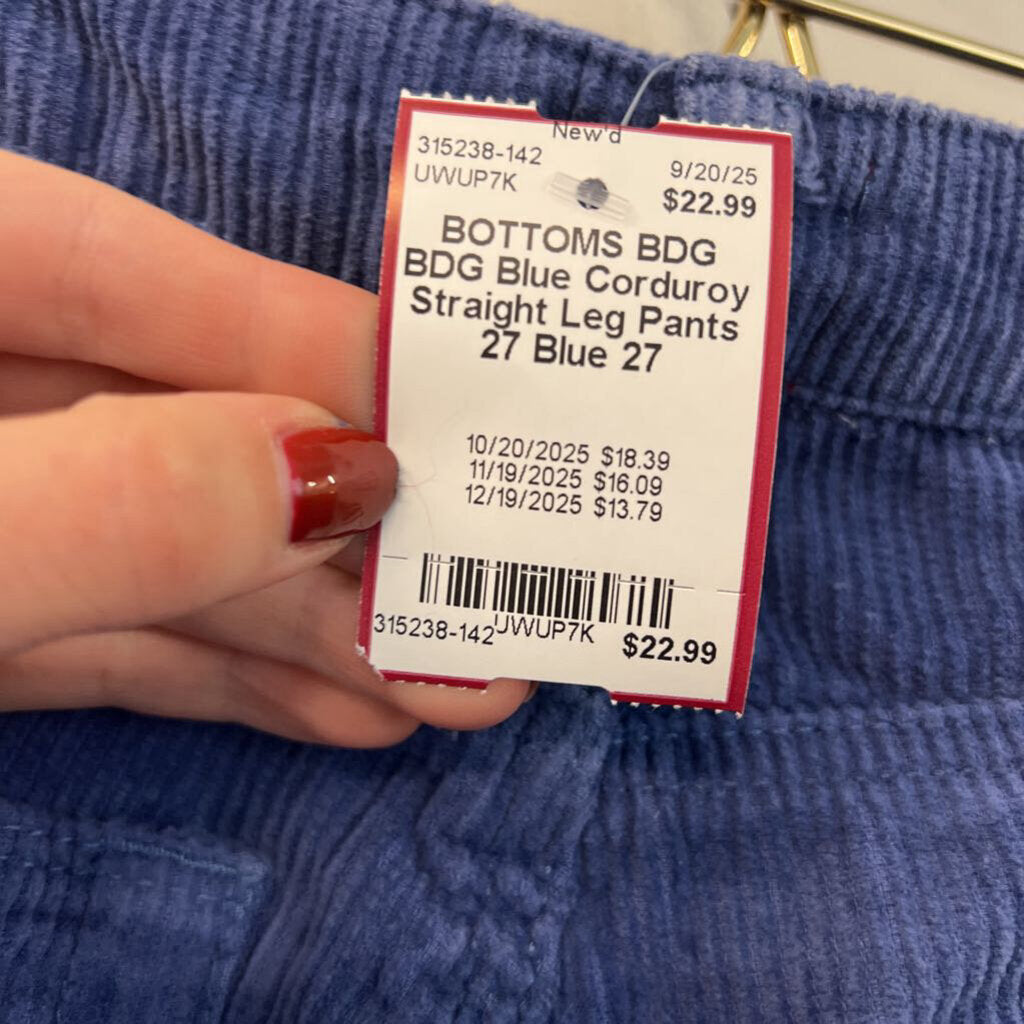 New'd
315238-142
9/20/25
UWUP7K
$22.99
BOTTOMS BDG
BDG Blue Corduroy
Straight Leg Pants
27 Blue 27
10/20/2025 $18.39
11/19/2025 $16.09
12/19/2025 $13.79
315238-142 UWUP7K $22.99